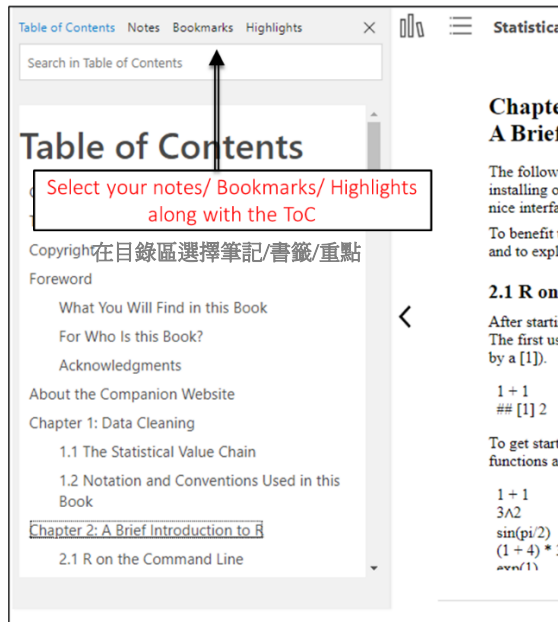 Table of Contents Notes Bookmarks Highlights
Search in Table of Contents
Table of Contents
Select your notes/ Bookmarks/ Highlights
along with the ToC
Copyright
在目錄區選擇筆記/書籤/重點
Foreword
What You Will Find in this Book
For Who Is this Book?
Acknowledgments
About the Companion Website
Chapter 1: Data Cleaning
1.1 The Statistical Value Chain
1.2 Notation and Conventions Used in this
Book
Chapter 2: A Brief Introduction to R
2.1 R on the Command Line
Statistica
Chapte
A Brief
The follow
installing o
nice interfa
To benefit
and to expl
2.1 R on
After starti
The first us
by a [1]).
1 + 1
## [1] 2
To get start
functions a
1 + 1
3^2
sin(pi/2)
(1 + 4) *
exp(1)